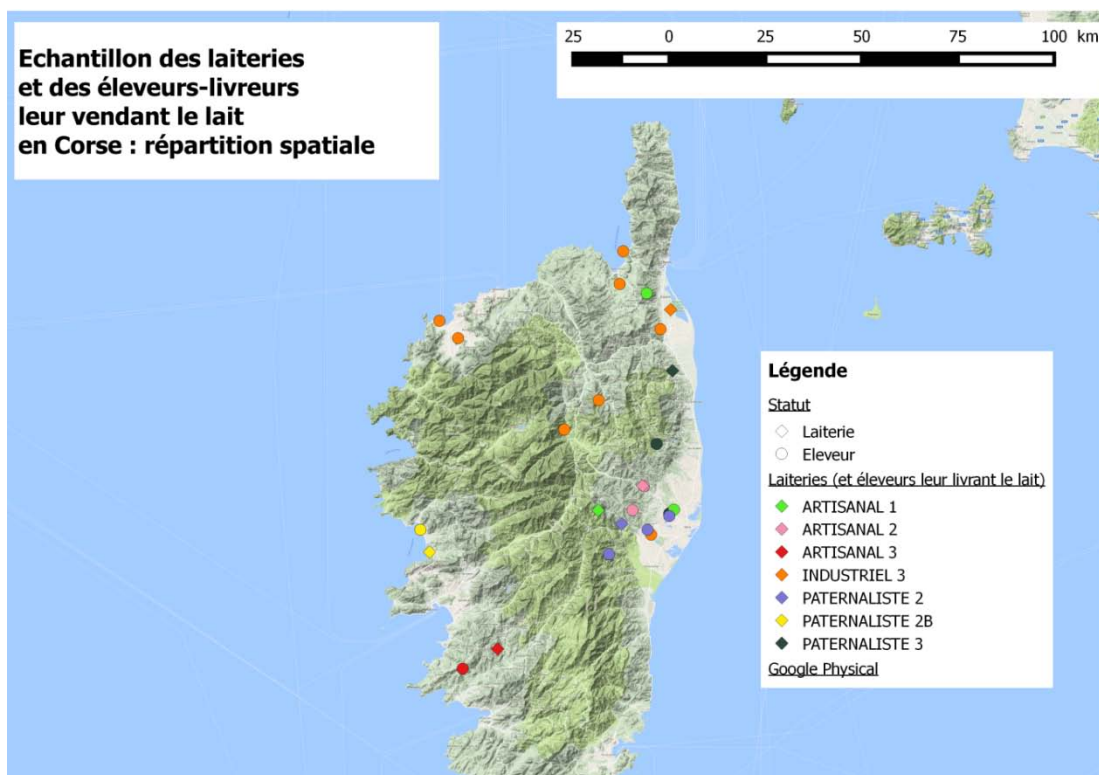 Echantillon des laiteries
et des éleveurs-livreurs
leur vendant le lait
en Corse : répartition spatiale
25 0 25 50 75 100 km
Légende
Statut
Laiterie
Eleveur
Laiteries (et éleveurs leur livrant le lait)
ARTISANAL 1
ARTISANAL 2
ARTISANAL 3
INDUSTRIEL 3
PATERNALISTE 2
PATERNALISTE 2B
PATERNALISTE 3
Google Physical